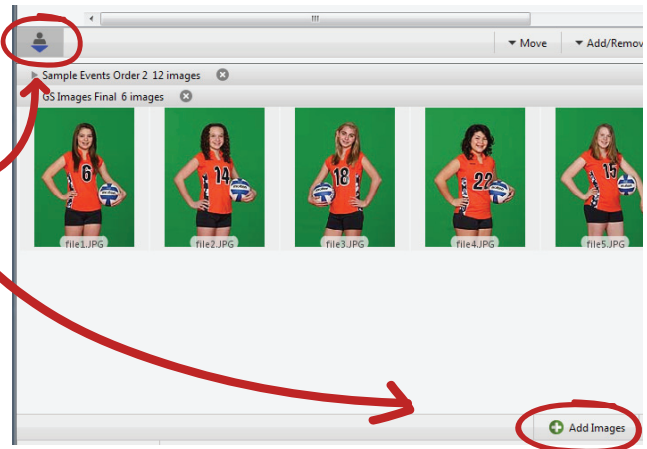 Move Add/Remov
Sample Events Order 2 12 images
GS Images Final 6 images
6 14 18 22 15
file1.JPG file2.JPG file3.JPG file4.JPG file5.JPG
Add Images